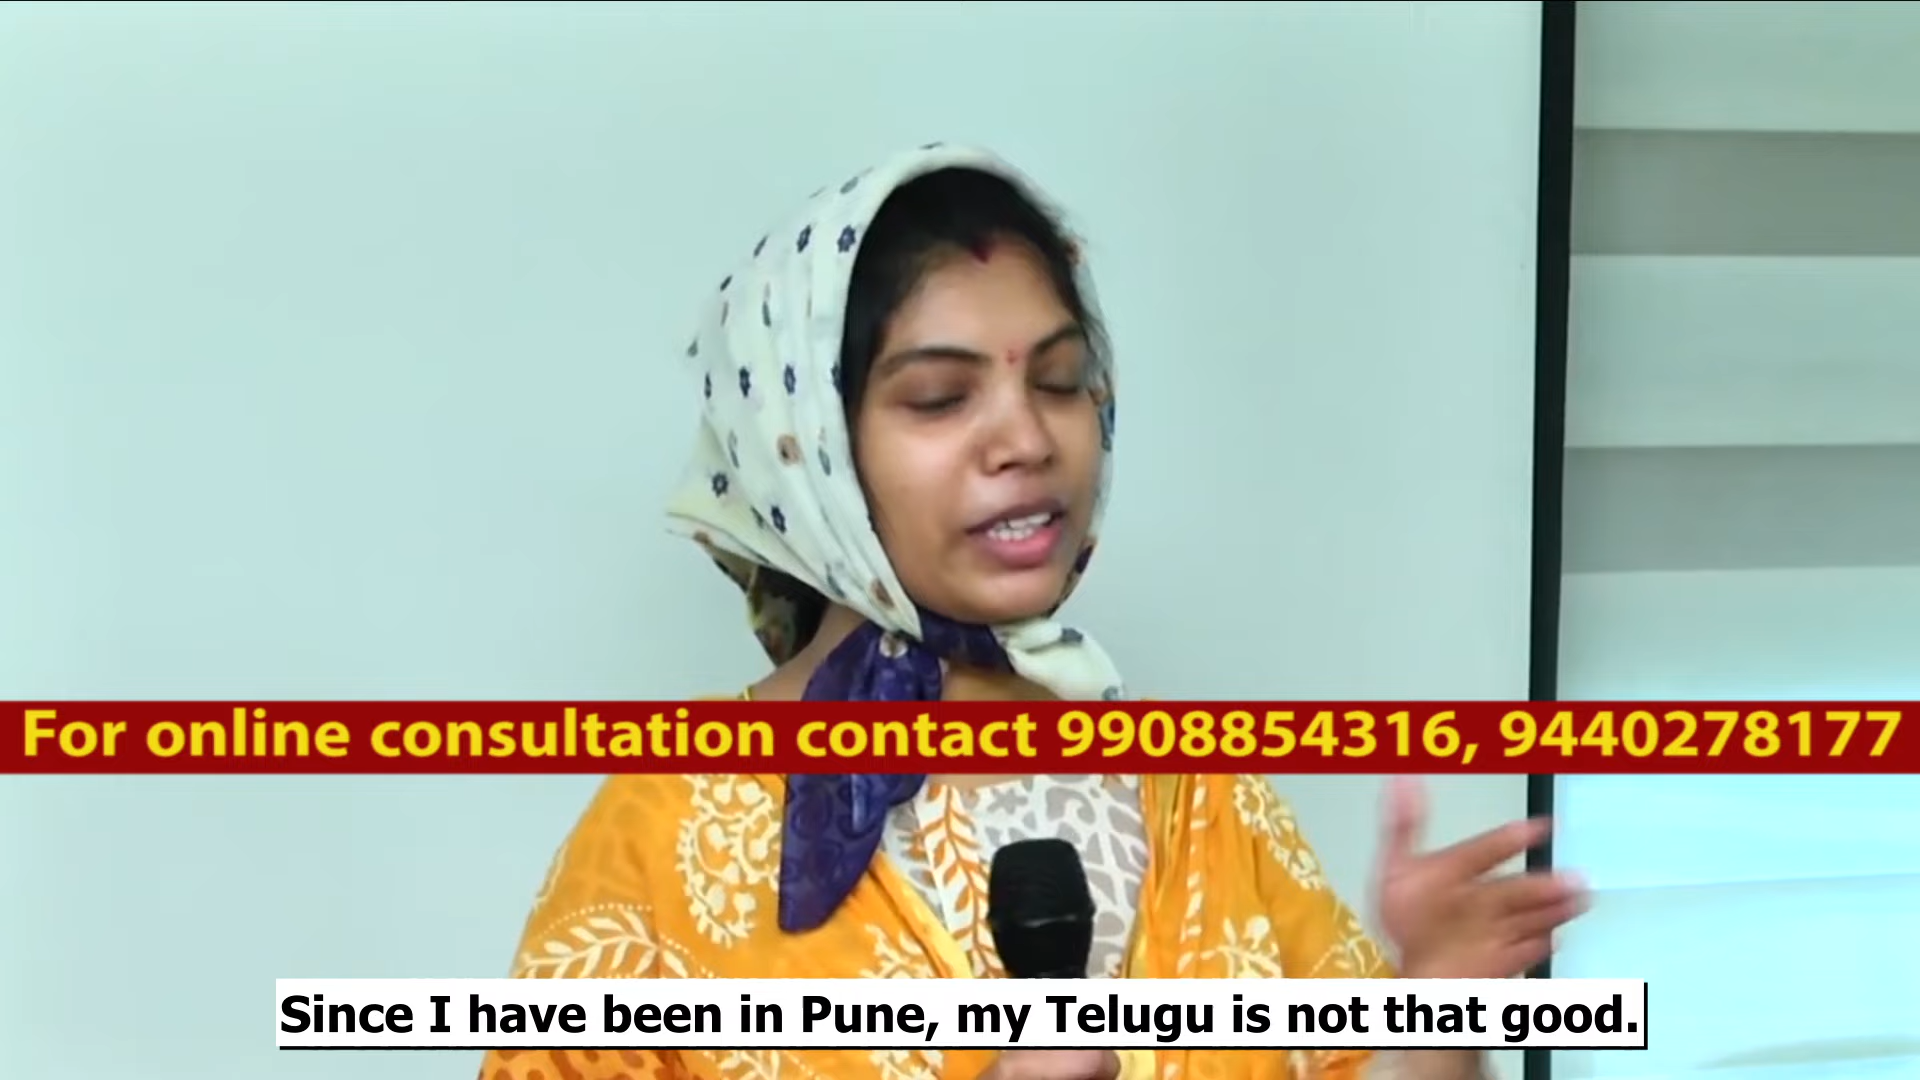 For online consultation contact 9908854316, 9440278177
Since I have been in Pune, my Telugu is not that good.